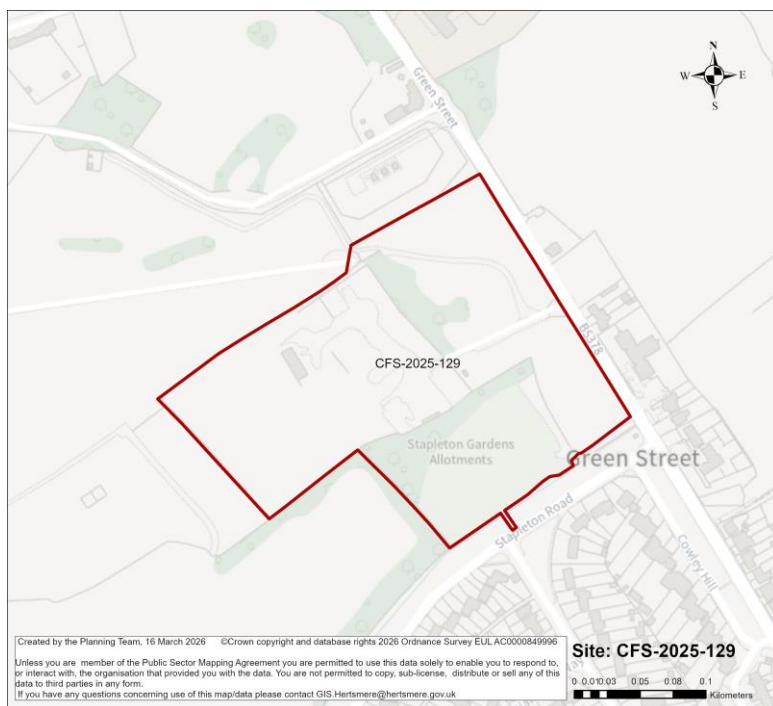 N
W E
S
Green Street
B5378
CFS-2025-129
Stapleton Gardens
Allotments
Green Street
Stapleton Road
Cowley Hill
Way
Created by the Planning Team, 16 March 2026 ©Crown copyright and database rights 2026 Ordnance Survey EUL AC0000849996
Unless you are member of the Public Sector Mapping Agreement you are permitted to use this data solely to enable you to respond to,
or interact with, the organisation that provided you with the data. You are not permitted to copy, sub-license, distribute or sell any of this
data to third parties in any form.
If you have any questions concerning use of this map/data please contact GIS.Hertsmere@hertsmere.gov.uk
Site: CFS-2025-129
0 0.01 0.03 0.05 0.08 0.1
Kilometers